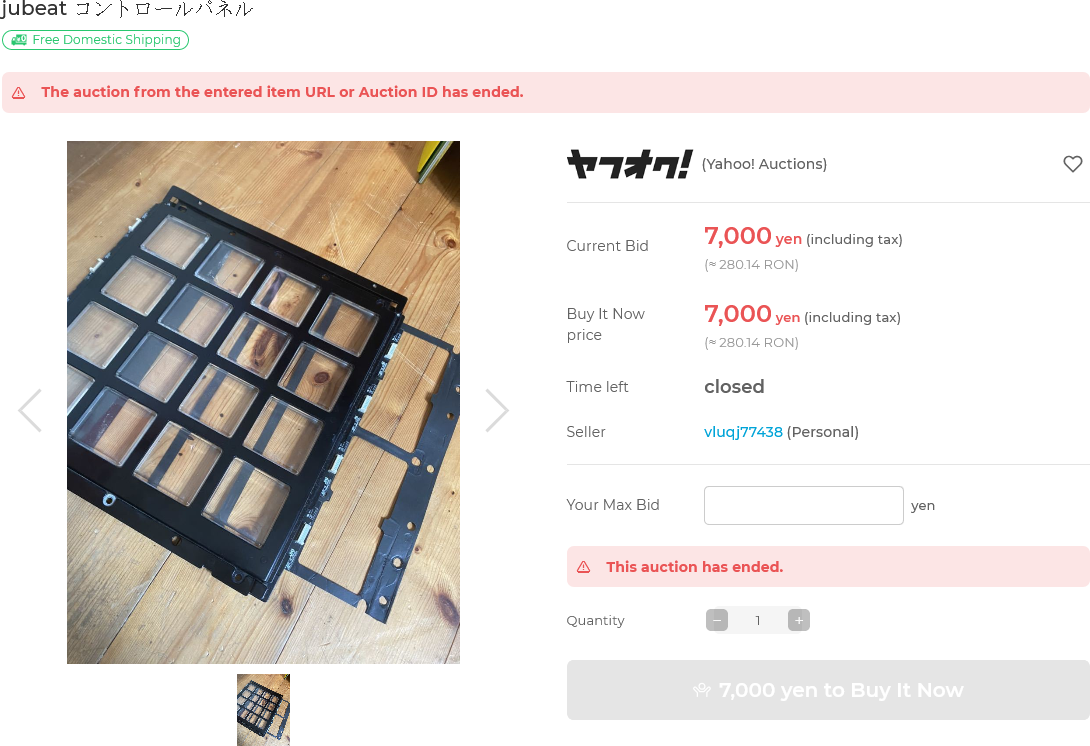 jubeat コントロールパネル
Free Domestic Shipping
The auction from the entered item URL or Auction ID has ended.
ヤフオク! (Yahoo! Auctions)
Current Bid
7,000 yen (including tax)
(≈ 280.14 RON)
Buy It Now price
7,000 yen (including tax)
(≈ 280.14 RON)
Time left
closed
Seller
vluqj77438 (Personal)
Your Max Bid
yen
This auction has ended.
Quantity
− 1 +
7,000 yen to Buy It Now